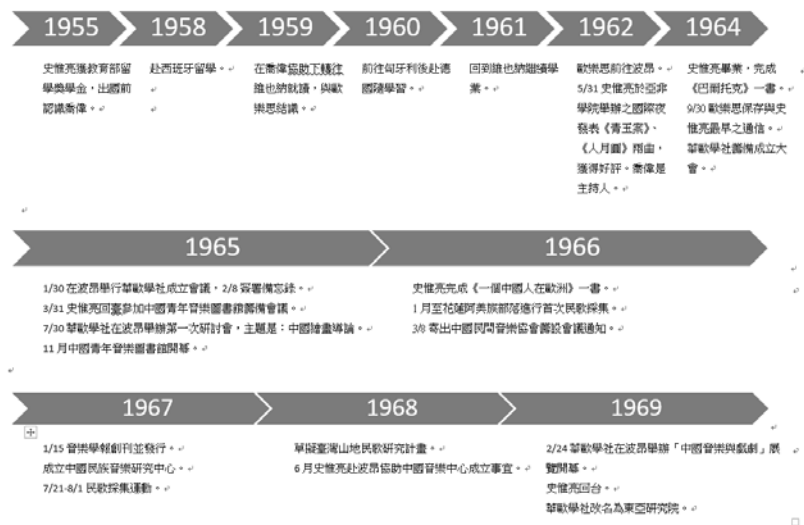 1955
1958
1959
1960
1961
1962
1964
史惟亮獲教育部留
學獎學金,出國前
認識喬偉。
赴西班牙留學。
在喬偉協助下轉往
維也納就讀,與歐
樂思結識。
前往匈牙利後赴德
國隨學習。
回到維也納繼續學
業。
歐樂思前往波昂。
5/31 史惟亮於亞非
學院舉辦之國際夜
發表《青玉案》、
《人月圓》兩曲,
獲得好評。喬偉是
主持人。
史惟亮畢業,完成
《巴爾托克》一書。
9/30 歐樂思保存與史
惟亮最早之通信。
華歐學社籌備成立大
會。
1965
1966
1/30 在波昂舉行華歐學社成立會議,2/8 簽署備忘錄。
3/31 史惟亮回臺參加中國青年音樂圖書館籌備會議。
7/30 華歐學社在波昂舉辦第一次研討會,主題是:中國繪畫導論。
11 月中國青年音樂圖書館開幕。
史惟亮完成《一個中國人在歐洲》一書。
1 月至花蓮阿美族部落進行首次民歌採集。
3/8 寄出中國民間音樂協會籌設會議通知。
1967
1968
1969
1/15 音樂學報創刊並發行。
成立中國民族音樂研究中心。
7/21-8/1 民歌採集運動。
草擬臺灣山地民歌研究計畫。
6 月史惟亮赴波昂協助中國音樂中心成立事宜。
2/24 華歐學社在波昂舉辦「中國音樂與戲劇」展
覽開幕。
史惟亮回台。
華歐學社改名為東亞研究院。